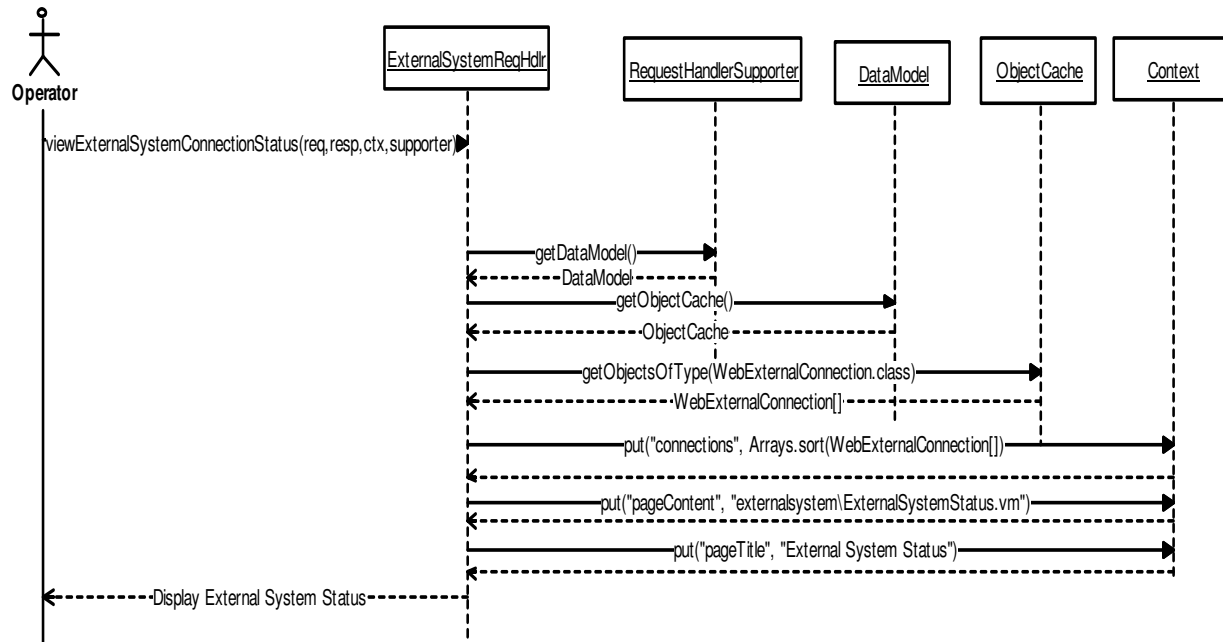 Operator
ExternalSystemReqHdlr
RequestHandlerSupporter
DataModel
ObjectCache
Context
viewExternalSystemConnectionStatus(req,resp,ctx,supporter)
getDataModel()
DataModel
getObjectCache()
ObjectCache
getObjectsOfType(WebExternalConnection.class)
WebExternalConnection[]
put("connections", Arrays.sort(WebExternalConnection[])
put("pageContent", "externalsystem\ExternalSystemStatus.vm")
put("pageTitle", "External System Status")
Display External System Status